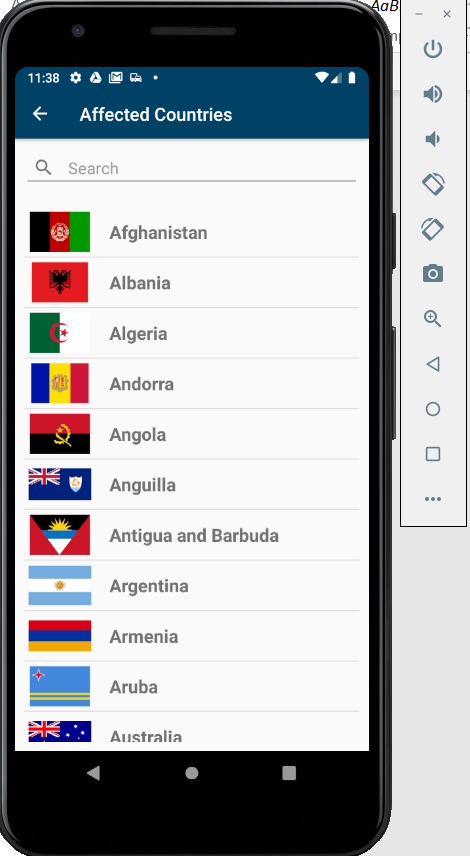 AaB
11:38
Affected Countries
Search
Afghanistan
Albania
Algeria
Andorra
Angola
Anguilla
Antigua and Barbuda
Argentina
Armenia
Aruba
Australia